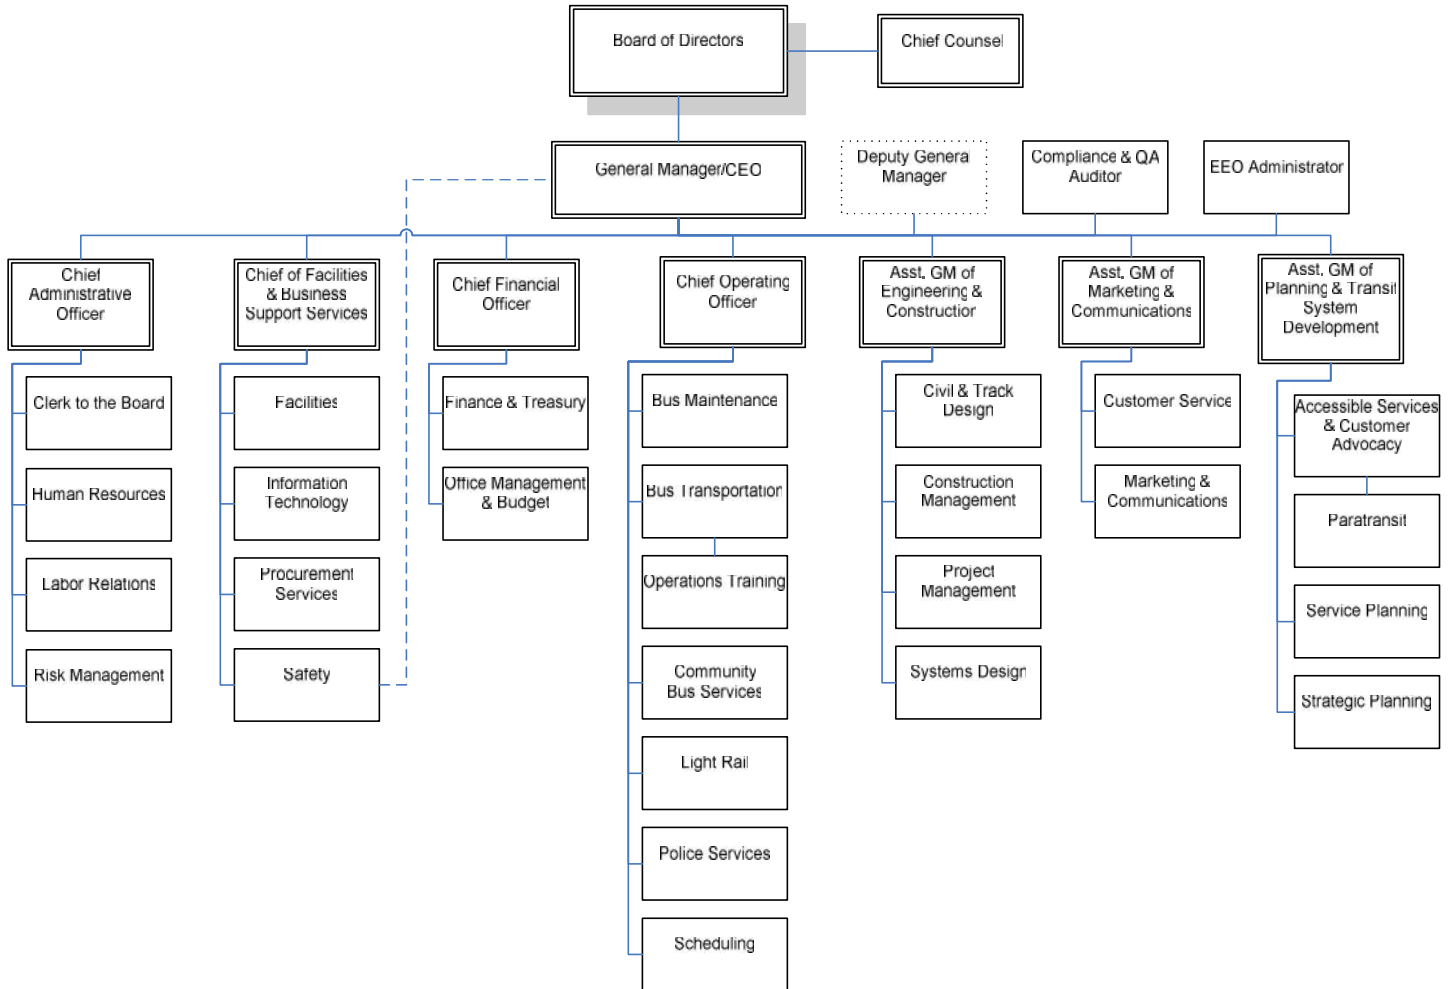 Board of Directors
Chief Counsel
General Manager/CEO
Deputy General
Manager
Compliance & QA
Auditor
EEO Administrator
Chief
Administrative
Officer
Chief of Facilities
& Business
Support Services
Chief Financial
Officer
Chief Operating
Officer
Asst. GM of
Engineering &
Construction
Asst. GM of
Marketing &
Communications
Asst. GM of
Planning & Transit
System
Development
Clerk to the Board
Human Resources
Labor Relations
Risk Management
Facilities
Information
Technology
Procurement
Services
Safety
Finance & Treasury
Office Management
& Budget
Bus Maintenance
Bus Transportation
Operations Training
Community
Bus Services
Light Rail
Police Services
Scheduling
Civil & Track
Design
Construction
Management
Project
Management
Systems Design
Customer Service
Marketing &
Communications
Accessible Services
& Customer
Advocacy
Paratransit
Service Planning
Strategic Planning